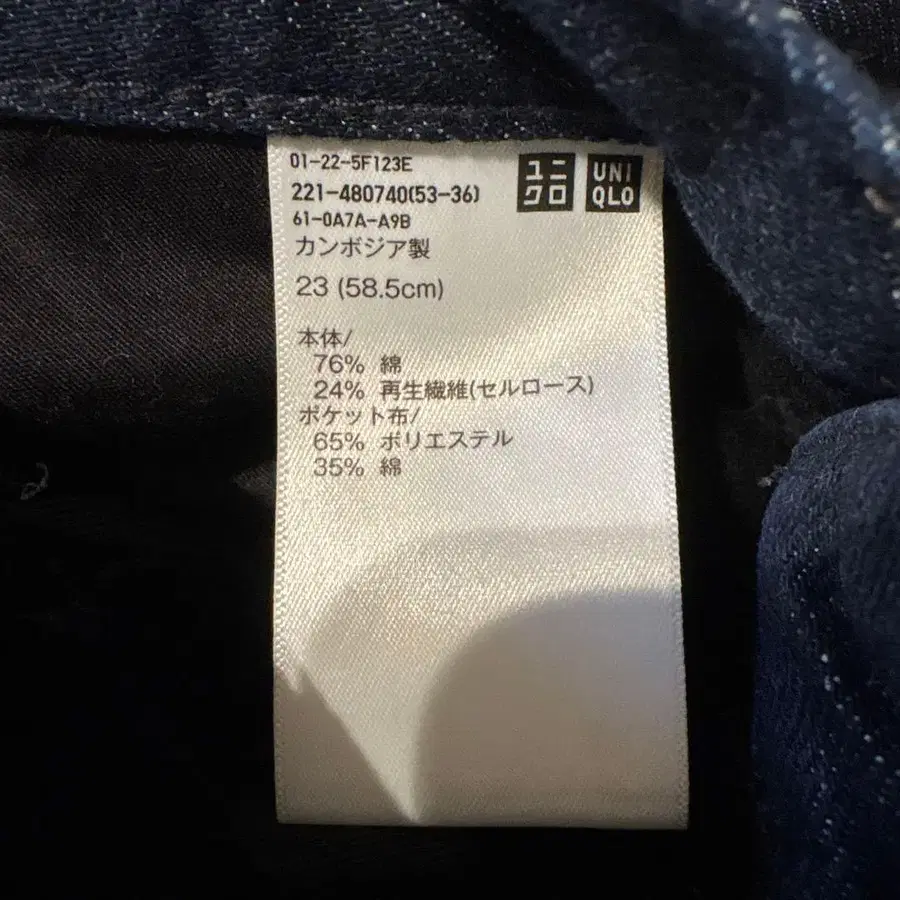 01-22-5F123E
221-480740(53-36)
61-0A7A-A9B
ユニ
クロ
UNI
QLO
カンボジア製
23 (58.5cm)
本体/
76% 綿
24% 再生繊維(セルロース)
ポケット布/
65% ポリエステル
35% 綿